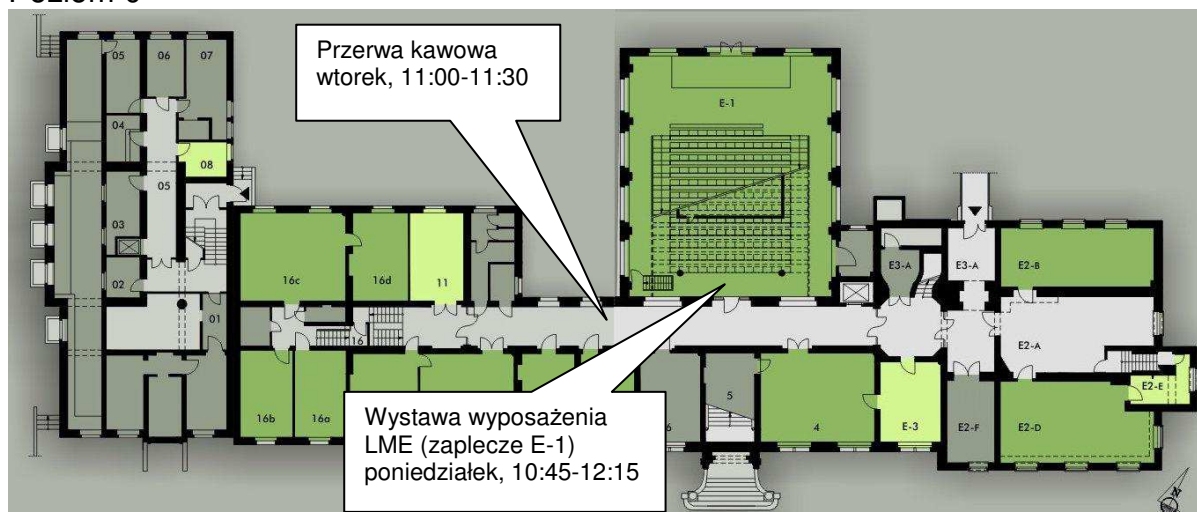 Przerwa kawowa
wtorek, 11:00-11:30
05
06
07
04
08
05
03
02
01
E-1
E3-A
E3-A
E2-B
16c
16d
11
16
E2-A
16b
16a
6
5
4
E-3
E2-F
E2-D
E2-E
Wystawa wyposażenia
LME (zaplecze E-1)
poniedziałek, 10:45-12:15
N